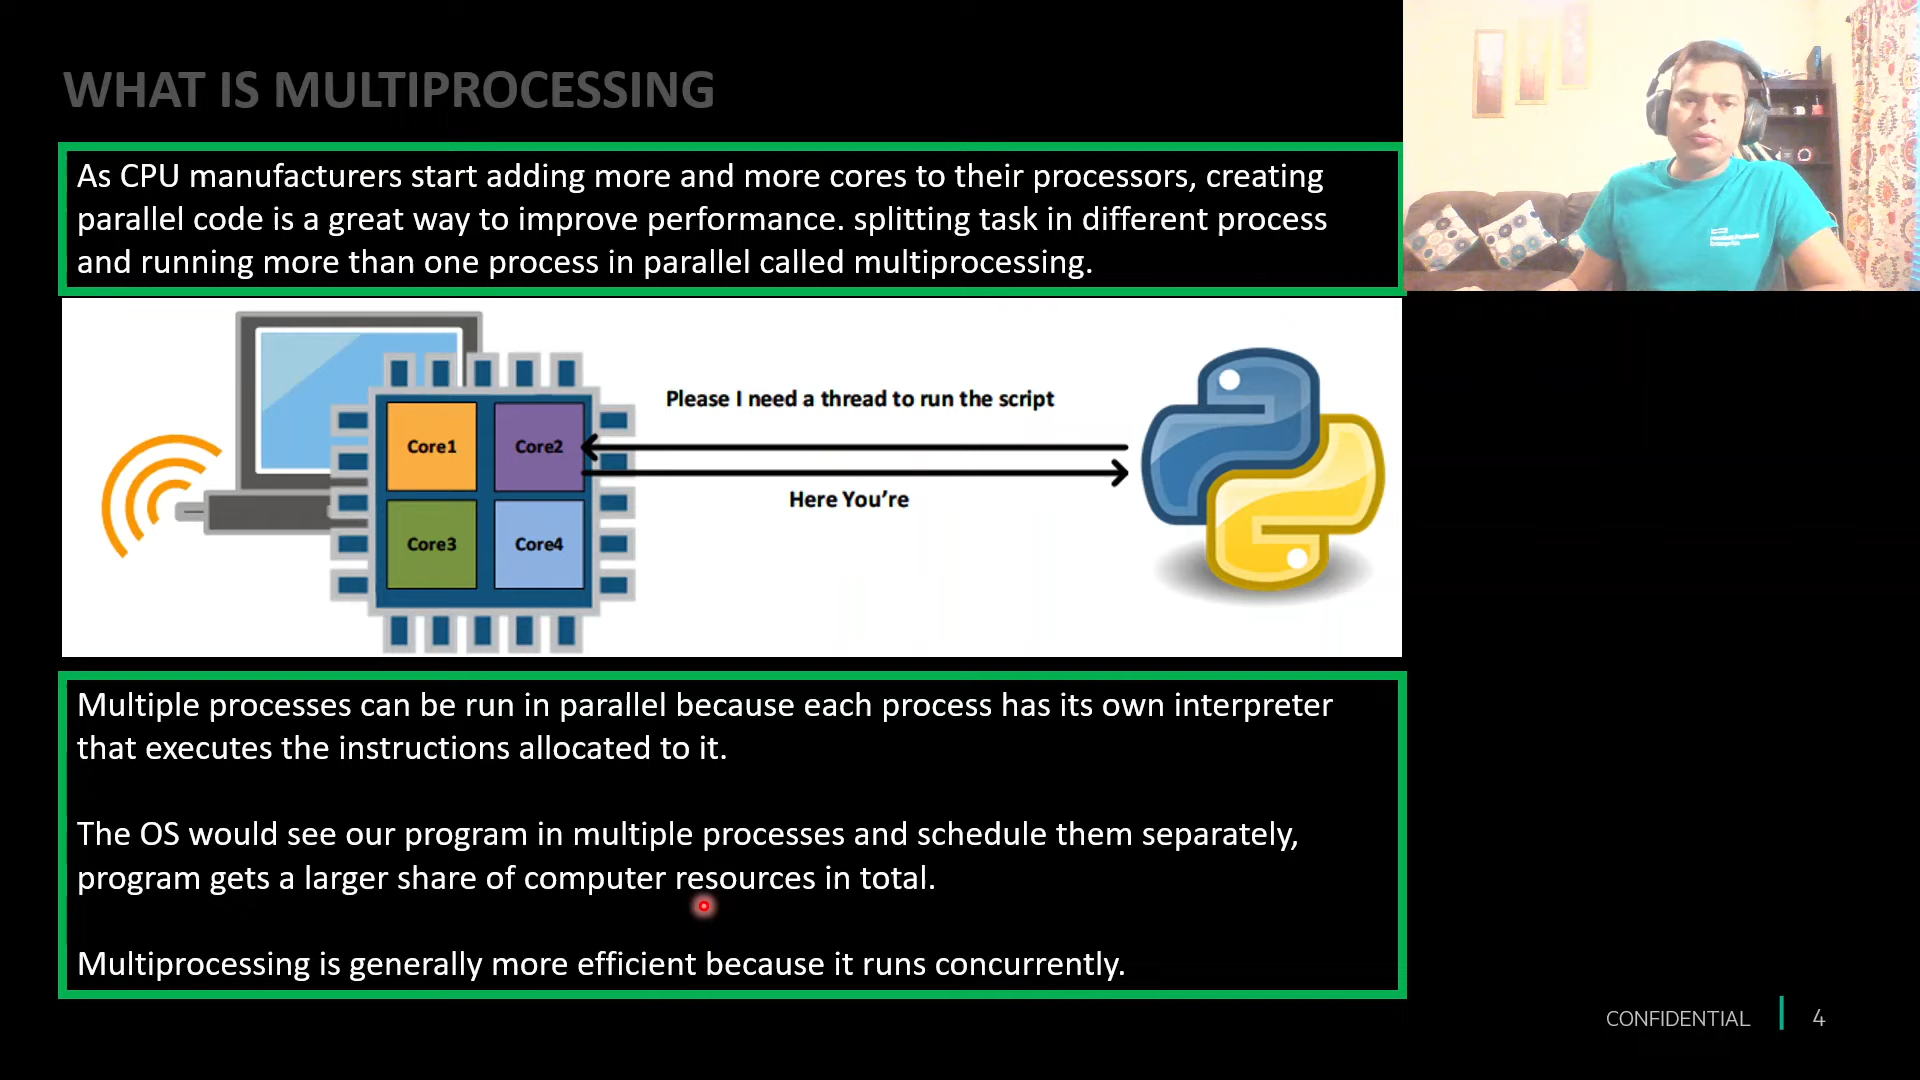 WHAT IS MULTIPROCESSING
As CPU manufacturers start adding more and more cores to their processors, creating
parallel code is a great way to improve performance. splitting task in different process
and running more than one process in parallel called multiprocessing.
Please I need a thread to run the script
Core1 Core2
Here You're
Core3 Core4
Multiple processes can be run in parallel because each process has its own interpreter
that executes the instructions allocated to it.
The OS would see our program in multiple processes and schedule them separately,
program gets a larger share of computer resources in total.
Multiprocessing is generally more efficient because it runs concurrently.
CONFIDENTIAL 4